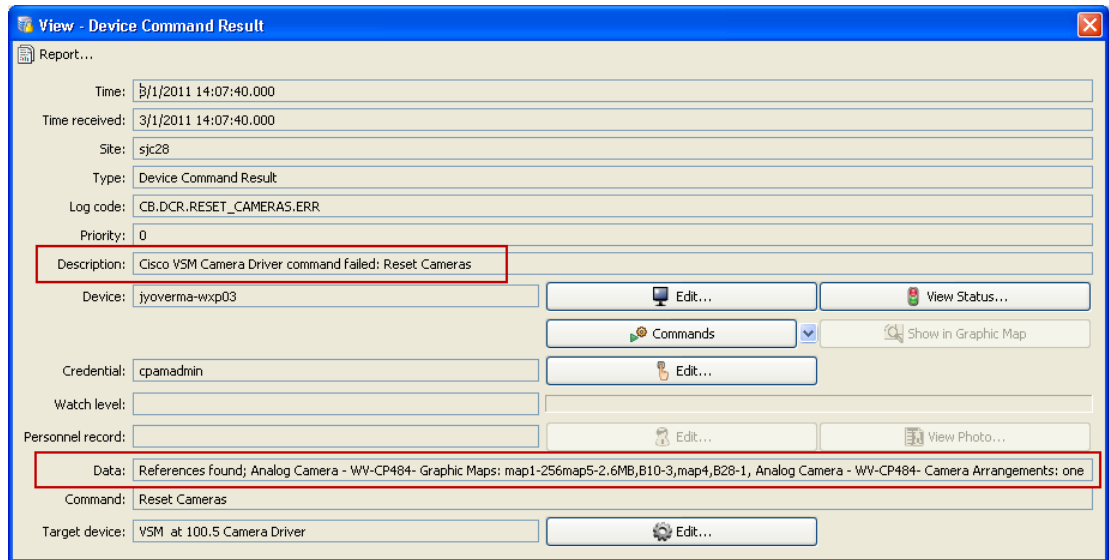 View - Device Command Result
Report...
Time: 3/1/2011 14:07:40.000
Time received: 3/1/2011 14:07:40.000
Site: sjc28
Type: Device Command Result
Log code: CB.DCR.RESET_CAMERAS.ERR
Priority: 0
Description: Cisco VSM Camera Driver command failed: Reset Cameras
Device: jyoverma-wxp03 Edit... View Status...
Commands Show in Graphic Map
Credential: cpamadmin Edit...
Watch level:
Personnel record: Edit... View Photo...
Data: References found; Analog Camera - WV-CP484- Graphic Maps: map1-256map5-2.6MB,B10-3,map4,B28-1, Analog Camera - WV-CP484- Camera Arrangements: one
Command: Reset Cameras
Target device: VSM at 100.5 Camera Driver Edit...